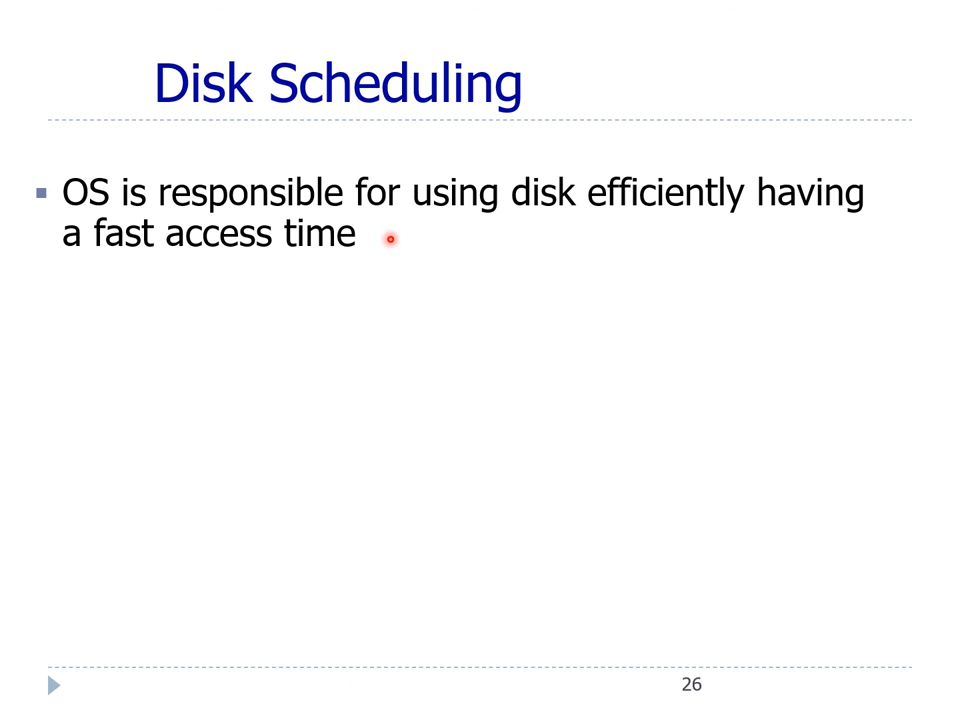 Disk Scheduling
OS is responsible for using disk efficiently having
a fast access time
26